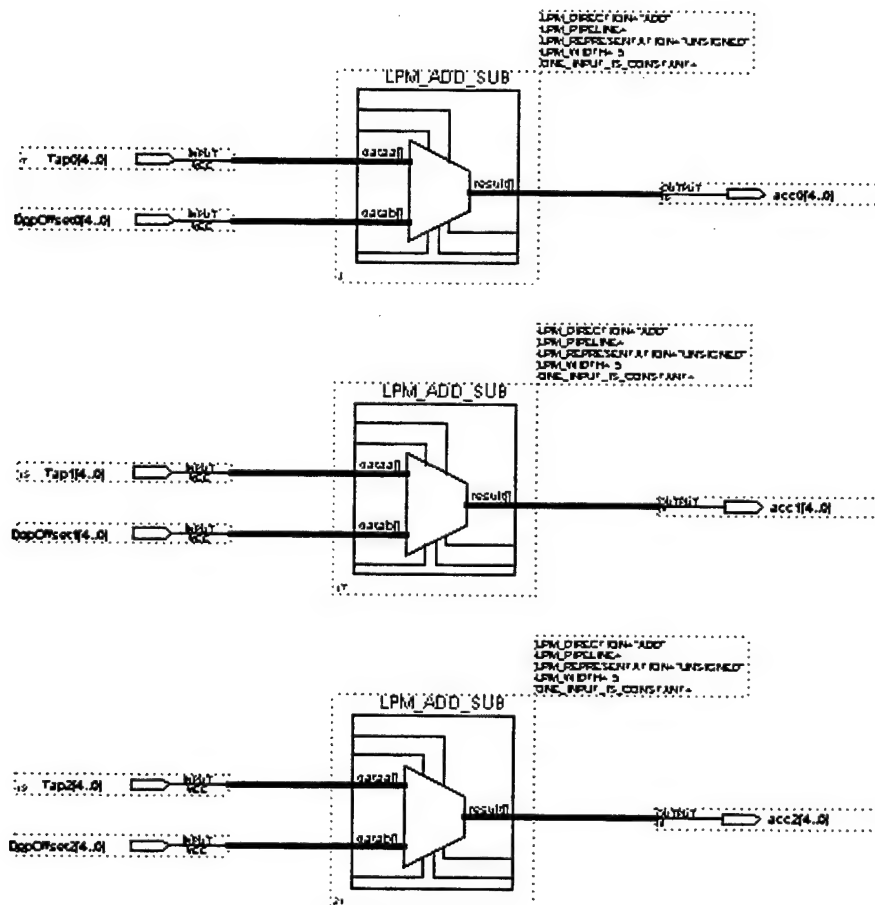 LPM_DIRECTION="ADD"
LPM_PIPELINE=
LPM_REPRESENTATION="UNSIGNED"
LPM_WIDTH=5
ONE_INPUT_IS_CONSTANT=
LPM_ADD_SUB
Tap0[4..0]
INPUT
VCC
dataa[]
result[]
OUTPUT
acc0[4..0]
DopOffset0[4..0]
INPUT
VCC
datab[]
LPM_DIRECTION="ADD"
LPM_PIPELINE=
LPM_REPRESENTATION="UNSIGNED"
LPM_WIDTH=5
ONE_INPUT_IS_CONSTANT=
LPM_ADD_SUB
Tap1[4..0]
INPUT
VCC
dataa[]
result[]
OUTPUT
acc1[4..0]
DopOffset1[4..0]
INPUT
VCC
datab[]
17
LPM_DIRECTION="ADD"
LPM_PIPELINE=
LPM_REPRESENTATION="UNSIGNED"
LPM_WIDTH=5
ONE_INPUT_IS_CONSTANT=
LPM_ADD_SUB
Tap2[4..0]
INPUT
VCC
dataa[]
result[]
OUTPUT
acc2[4..0]
DopOffset2[4..0]
INPUT
VCC
datab[]
21